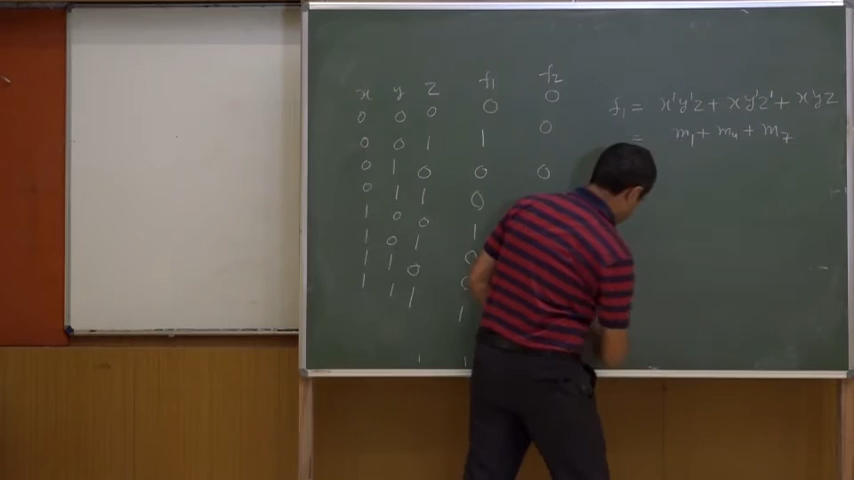 x y z f₁ f₂
0 0 0 0 0 f₁ = x'y'z + xy'z' + xyz
0 0 1 1 0 = m₁ + m₄ + m₇
0 1 0 0 0
0 1 1 0
1 0 0 1
1 0 1 0
1 1 0 0
1 1 1 1